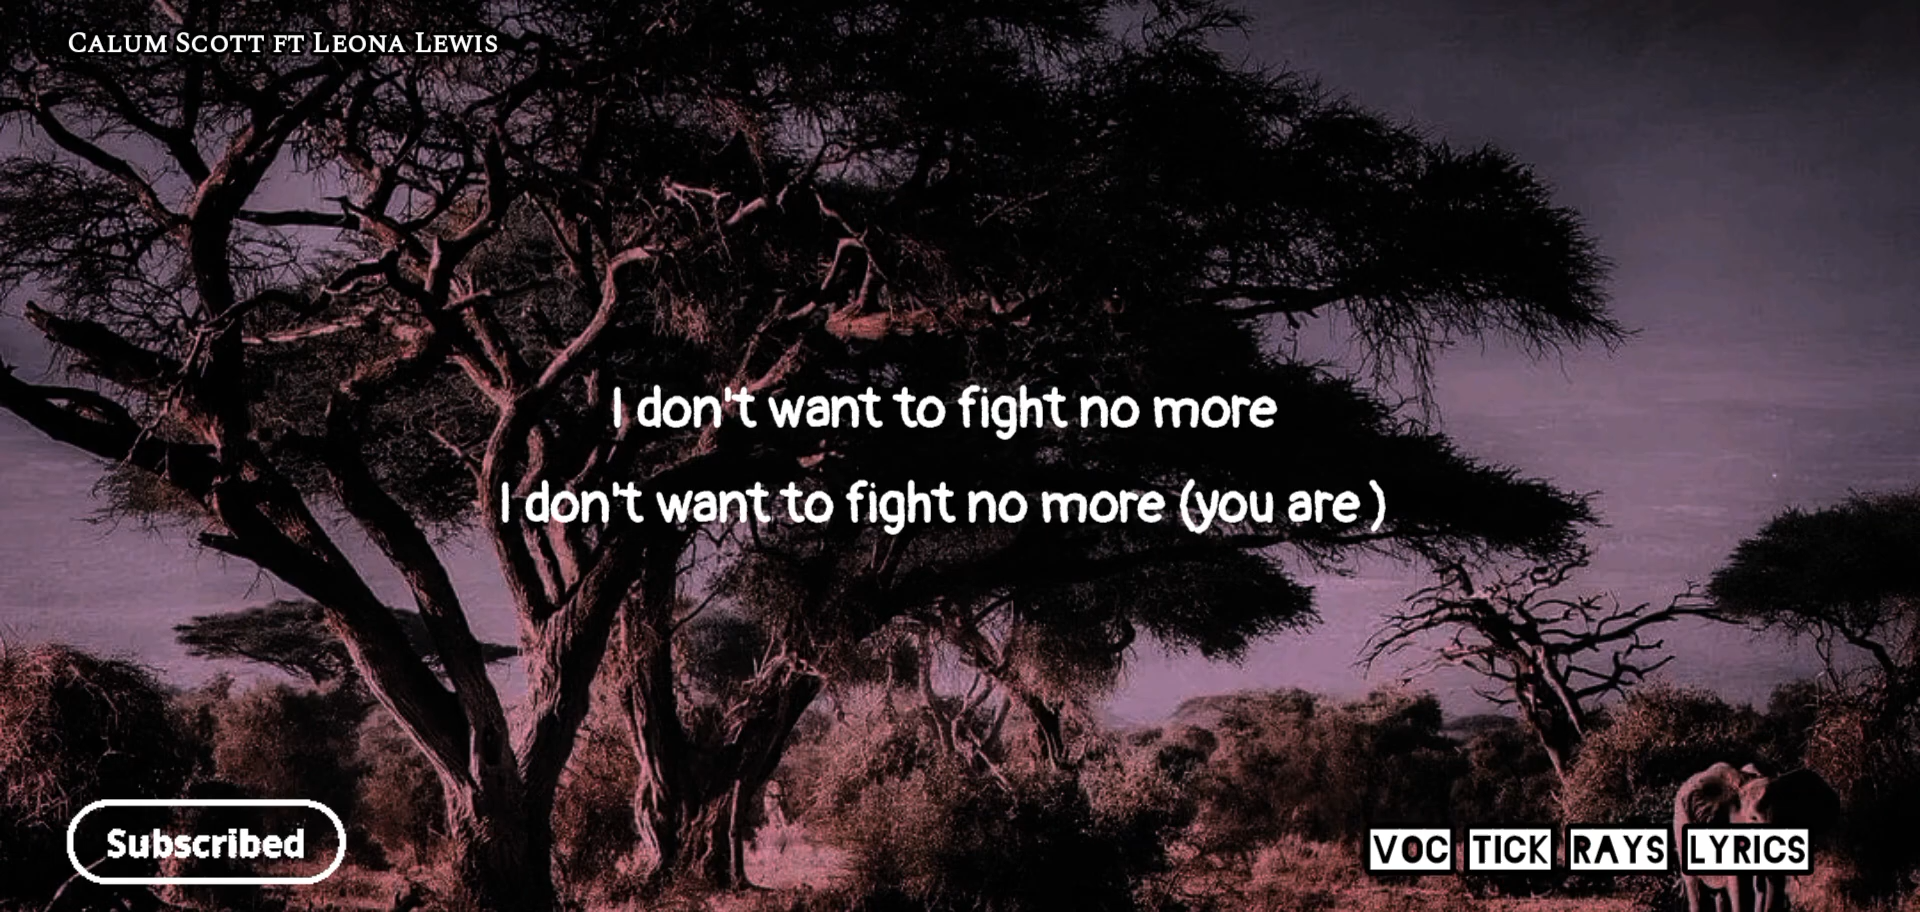 Calum Scott ft Leona Lewis
I don't want to fight no more
I don't want to fight no more (you are)
Subscribed
VOC TICK RAYS LYRICS